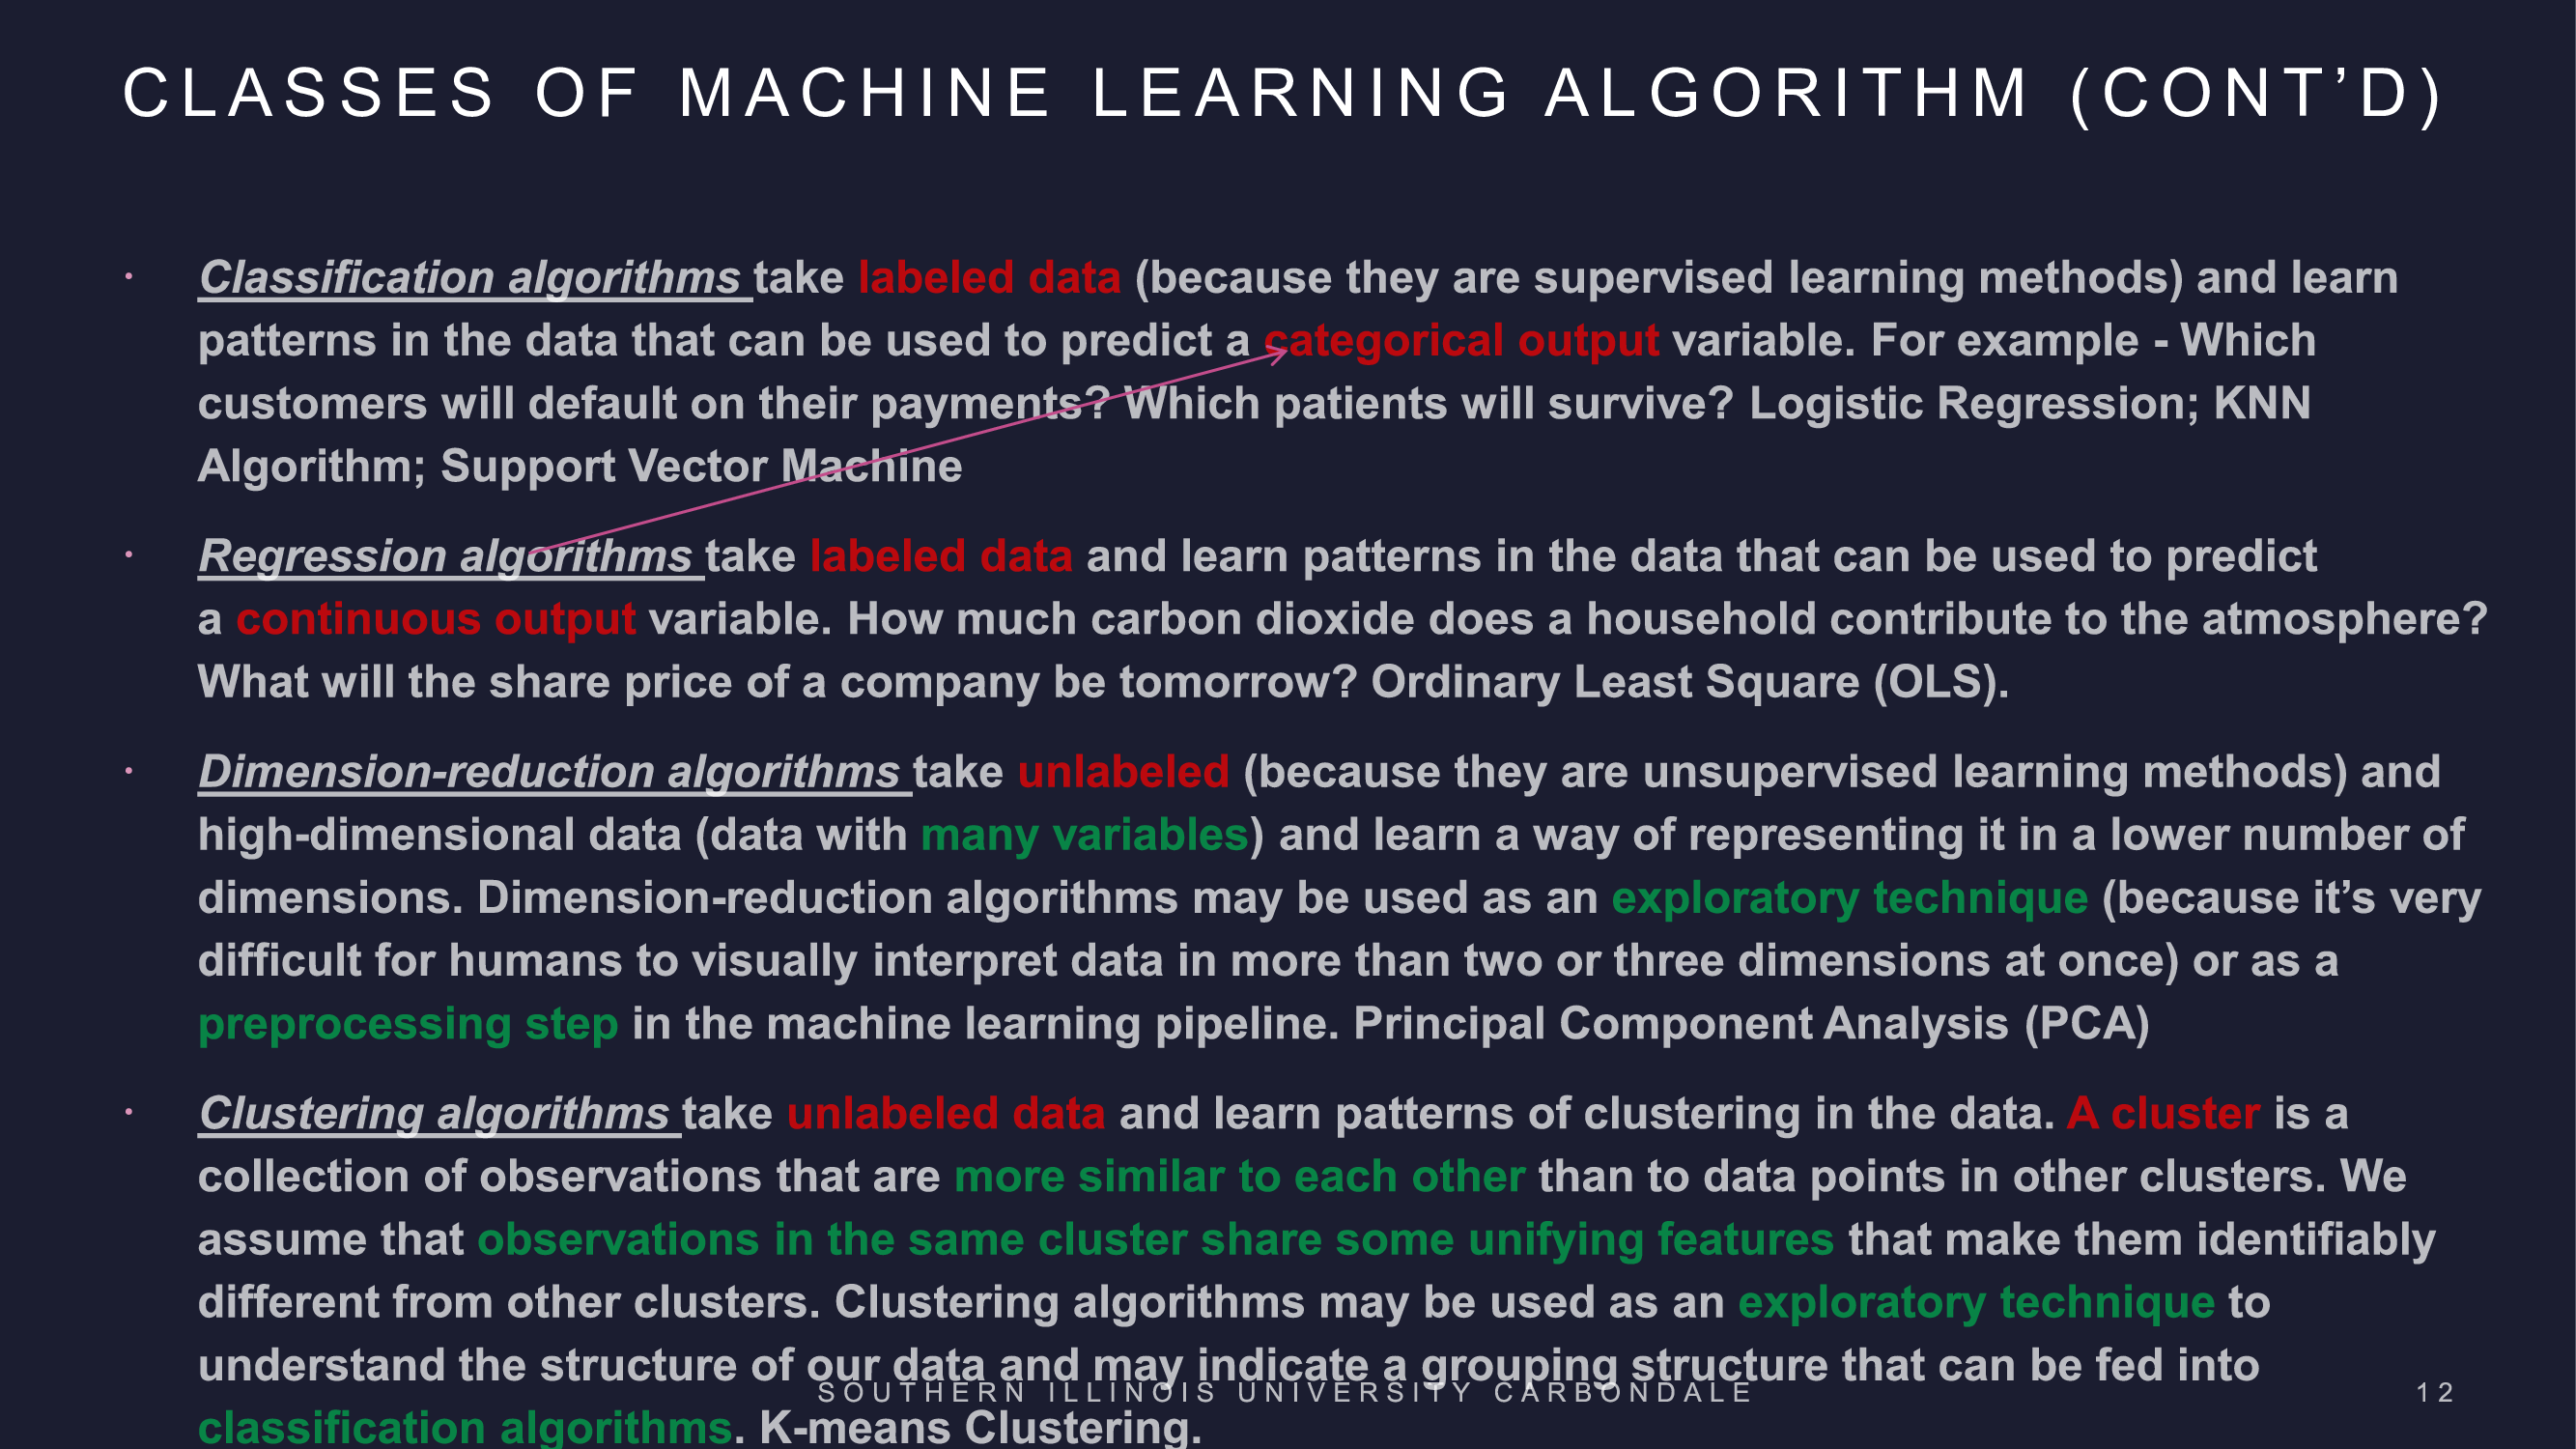 CLASSES OF MACHINE LEARNING ALGORITHM (CONT’D)
· Classification algorithms take labeled data (because they are supervised learning methods) and learn
patterns in the data that can be used to predict a categorical output variable. For example - Which
customers will default on their payments? Which patients will survive? Logistic Regression; KNN
Algorithm; Support Vector Machine
· Regression algorithms take labeled data and learn patterns in the data that can be used to predict
a continuous output variable. How much carbon dioxide does a household contribute to the atmosphere?
What will the share price of a company be tomorrow? Ordinary Least Square (OLS).
· Dimension-reduction algorithms take unlabeled (because they are unsupervised learning methods) and
high-dimensional data (data with many variables) and learn a way of representing it in a lower number of
dimensions. Dimension-reduction algorithms may be used as an exploratory technique (because it’s very
difficult for humans to visually interpret data in more than two or three dimensions at once) or as a
preprocessing step in the machine learning pipeline. Principal Component Analysis (PCA)
· Clustering algorithms take unlabeled data and learn patterns of clustering in the data. A cluster is a
collection of observations that are more similar to each other than to data points in other clusters. We
assume that observations in the same cluster share some unifying features that make them identifiably
different from other clusters. Clustering algorithms may be used as an exploratory technique to
understand the structure of our data and may indicate a grouping structure that can be fed into
classification algorithms. K-means Clustering.
SOUTHERN ILLINOIS UNIVERSITY CARBONDALE
12